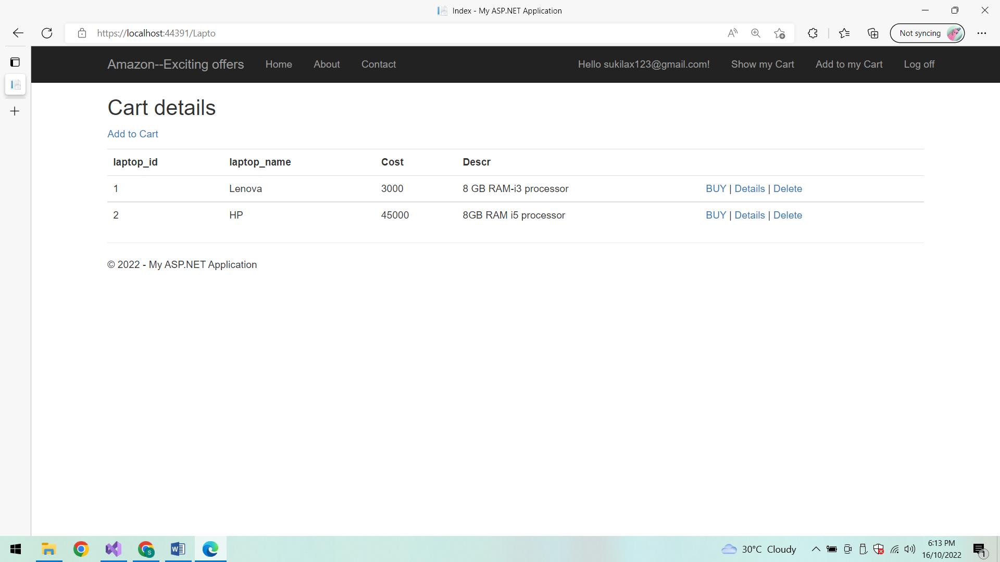 Index - My ASP.NET Application
https://localhost:44391/Lapto
Not syncing
Amazon--Exciting offers Home About Contact Hello sukilax123@gmail.com! Show my Cart Add to my Cart Log off
Cart details
Add to Cart
laptop_id laptop_name Cost Descr
1 Lenova 3000 8 GB RAM-i3 processor BUY | Details | Delete
2 HP 45000 8GB RAM i5 processor BUY | Details | Delete
© 2022 - My ASP.NET Application
30°C Cloudy
6:13 PM
16/10/2022
1